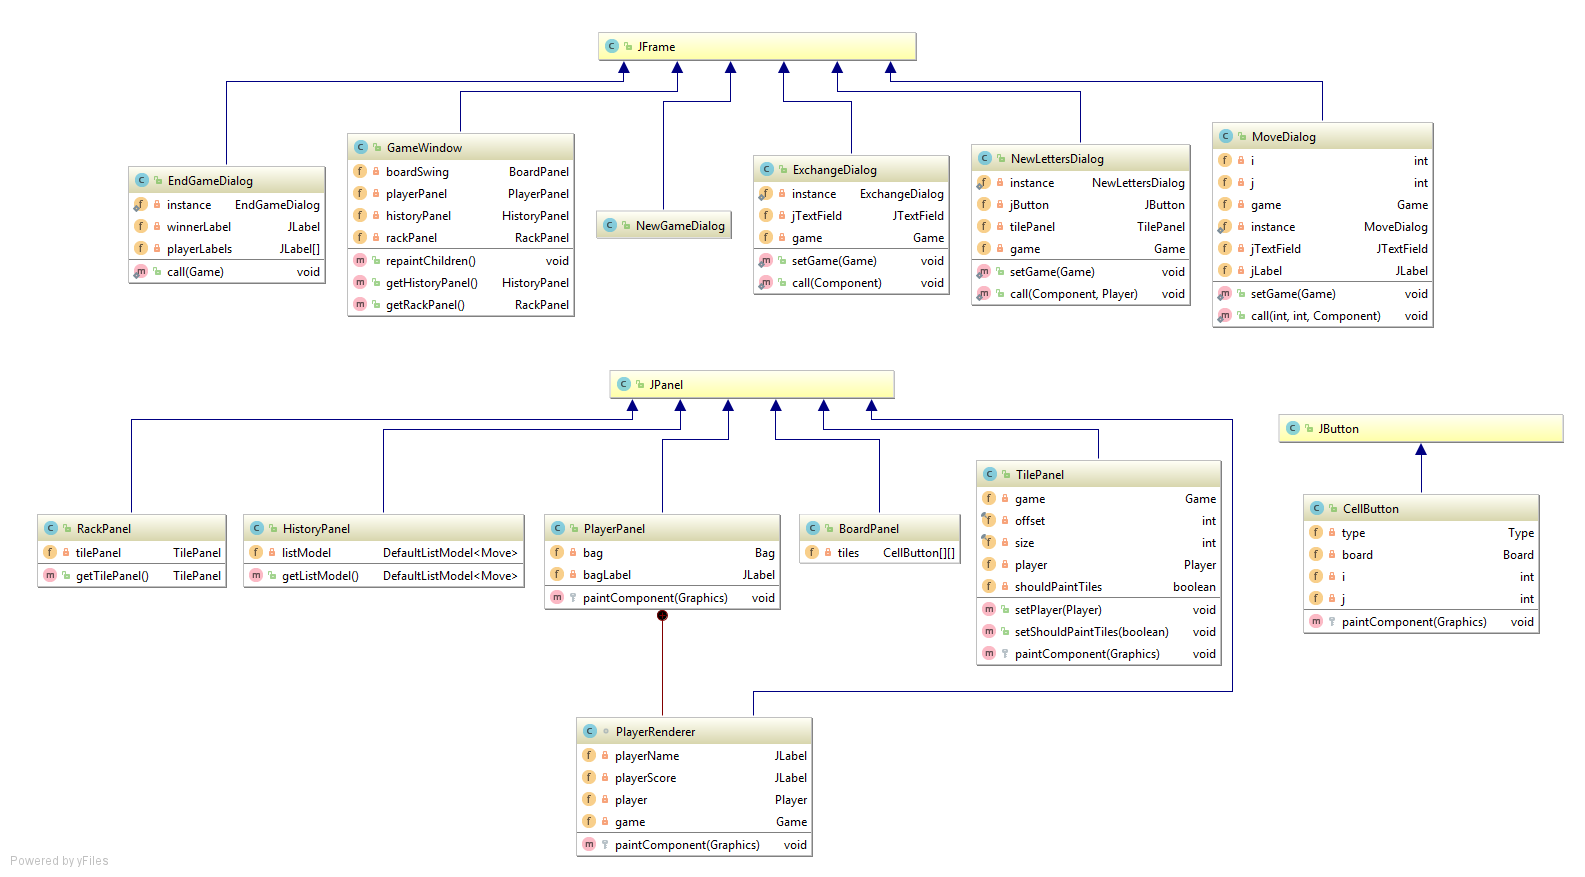 JFrame
EndGameDialog
instance EndGameDialog
winnerLabel JLabel
playerLabels JLabel[]
call(Game) void
GameWindow
boardSwing BoardPanel
playerPanel PlayerPanel
historyPanel HistoryPanel
rackPanel RackPanel
repaintChildren() void
getHistoryPanel() HistoryPanel
getRackPanel() RackPanel
NewGameDialog
ExchangeDialog
instance ExchangeDialog
jTextField JTextField
game Game
setGame(Game) void
call(Component) void
NewLettersDialog
instance NewLettersDialog
jButton JButton
tilePanel TilePanel
game Game
setGame(Game) void
call(Component, Player) void
MoveDialog
i int
j int
game Game
instance MoveDialog
jTextField JTextField
jLabel JLabel
setGame(Game) void
call(int, int, Component) void
JPanel
RackPanel
tilePanel TilePanel
getTilePanel() TilePanel
HistoryPanel
listModel DefaultListModel<Move>
getListModel() DefaultListModel<Move>
PlayerPanel
bag Bag
bagLabel JLabel
paintComponent(Graphics) void
BoardPanel
tiles CellButton[][]
TilePanel
game Game
offset int
size int
player Player
shouldPaintTiles boolean
setPlayer(Player) void
setShouldPaintTiles(boolean) void
paintComponent(Graphics) void
JButton
CellButton
type Type
board Board
i int
j int
paintComponent(Graphics) void
PlayerRenderer
playerName JLabel
playerScore JLabel
player Player
game Game
paintComponent(Graphics) void
Powered by yFiles